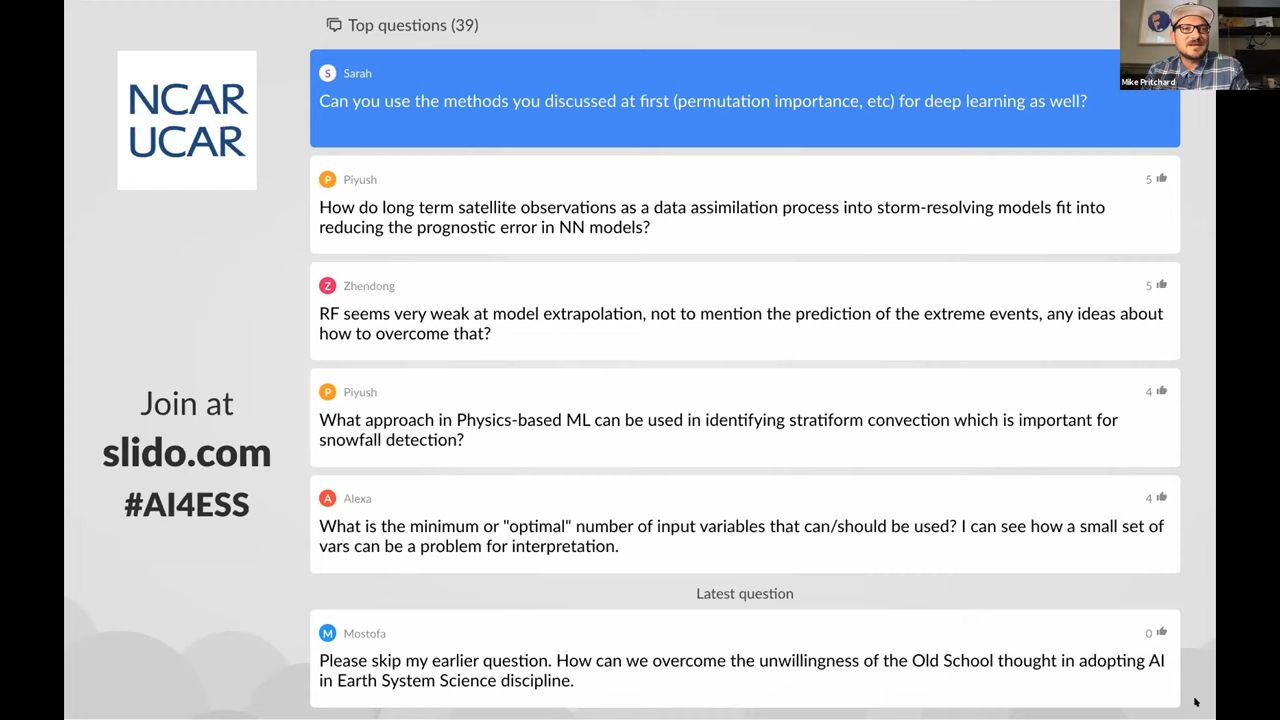 Top questions (39)
Mike Pritchard
NCAR
UCAR
S Sarah
Can you use the methods you discussed at first (permutation importance, etc) for deep learning as well?
P Piyush 5
How do long term satellite observations as a data assimilation process into storm-resolving models fit into
reducing the prognostic error in NN models?
Z Zhendong 5
RF seems very weak at model extrapolation, not to mention the prediction of the extreme events, any ideas about
how to overcome that?
P Piyush 4
What approach in Physics-based ML can be used in identifying stratiform convection which is important for
snowfall detection?
Join at
slido.com
#AI4ESS
A Alexa 4
What is the minimum or "optimal" number of input variables that can/should be used? I can see how a small set of
vars can be a problem for interpretation.
Latest question
M Mostofa 0
Please skip my earlier question. How can we overcome the unwillingness of the Old School thought in adopting AI
in Earth System Science discipline.